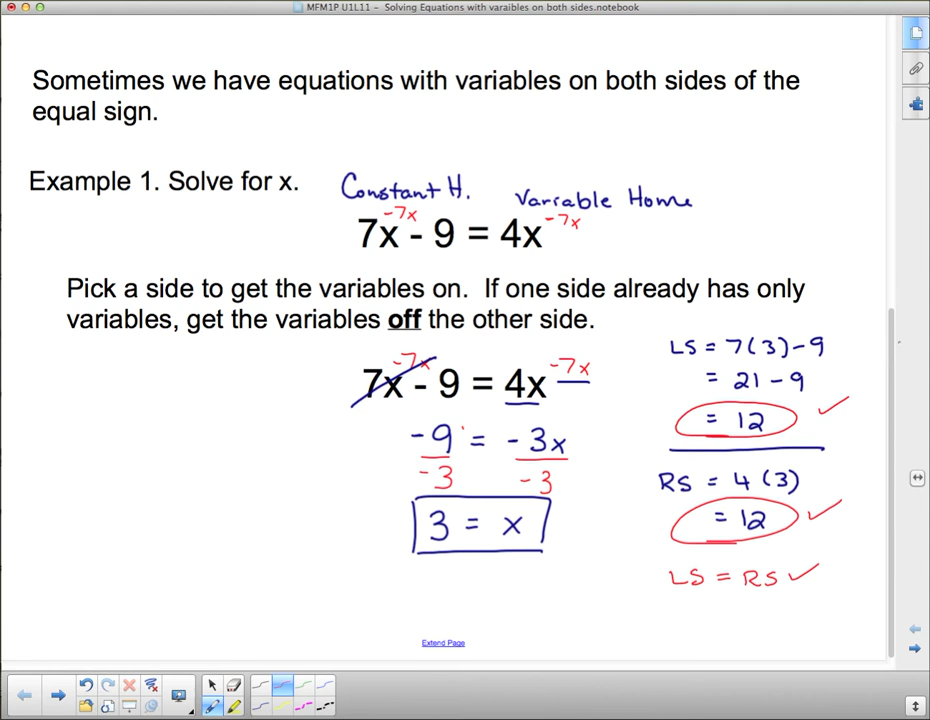 MFM1P U1L11 – Solving Equations with varaibles on both sides.notebook
Sometimes we have equations with variables on both sides of the
equal sign.
Example 1. Solve for x.
Constant H. Variable Home
-7x -7x
7x - 9 = 4x
Pick a side to get the variables on. If one side already has only
variables, get the variables off the other side.
-7x -7x
7x - 9 = 4x
-9 = -3x
-3 -3
3 = x
LS = 7(3)-9
= 21 - 9
= 12 ✓
RS = 4(3)
= 12 ✓
LS = RS ✓
Extend Page